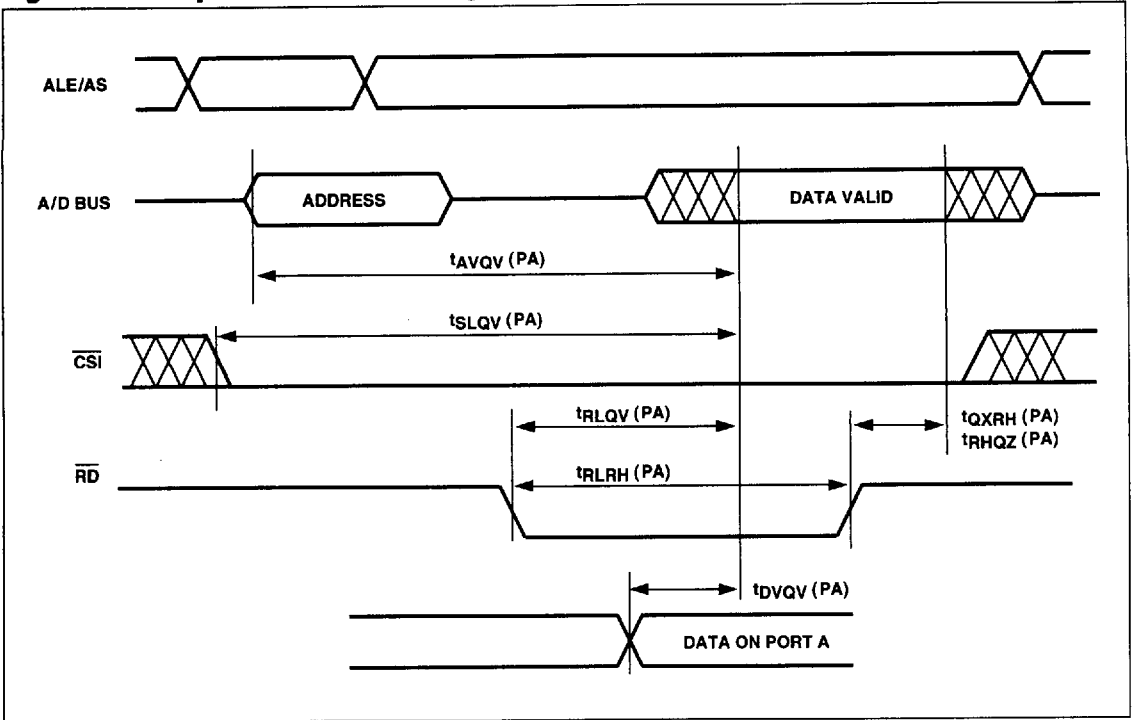 ALE/AS
A/D BUS
ADDRESS
DATA VALID
tAVQV (PA)
tSLQV (PA)
CSI
tRLQV (PA)
tQXRH (PA)
tRHQZ (PA)
RD
tRLRH (PA)
tDVQV (PA)
DATA ON PORT A